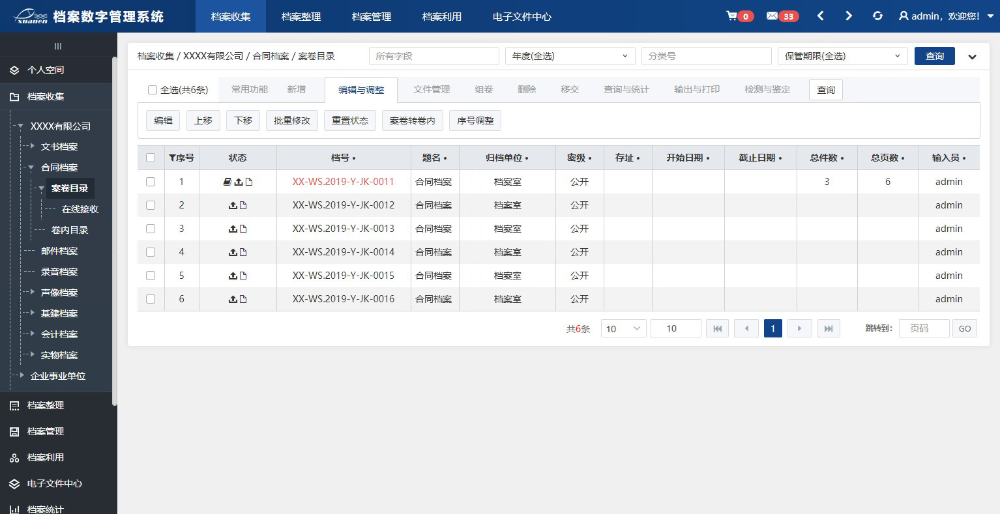 xuanen 档案数字管理系统 档案收集 档案整理 档案管理 档案利用 电子文件中心 0 33 admin，欢迎您！
个人空间
档案收集
XXXX有限公司
文书档案
合同档案
案卷目录
在线接收
卷内目录
邮件档案
录音档案
声像档案
基建档案
会计档案
实物档案
企业事业单位
档案整理
档案管理
档案利用
电子文件中心
档案统计
档案收集 / XXXX有限公司 / 合同档案 / 案卷目录 所有字段 年度(全选) 分类号 保管期限(全选) 查询
全选(共6条) 常用功能 新增 编辑与调整 文件管理 组卷 删除 移交 查询与统计 输出与打印 检测与鉴定 查询
编辑 上移 下移 批量修改 重置状态 案卷转卷内 序号调整
序号 状态 档号 • 题名 • 归档单位 • 密级 • 存址 • 开始日期 • 截止日期 • 总件数 • 总页数 • 输入员 •
1 XX-WS.2019-Y-JK-0011 合同档案 档案室 公开 3 6 admin
2 XX-WS.2019-Y-JK-0012 合同档案 档案室 公开 admin
3 XX-WS.2019-Y-JK-0013 合同档案 档案室 公开 admin
4 XX-WS.2019-Y-JK-0014 合同档案 档案室 公开 admin
5 XX-WS.2019-Y-JK-0015 合同档案 档案室 公开 admin
6 XX-WS.2019-Y-JK-0016 合同档案 档案室 公开 admin
共6条 10 10 1 跳转到： 页码 GO